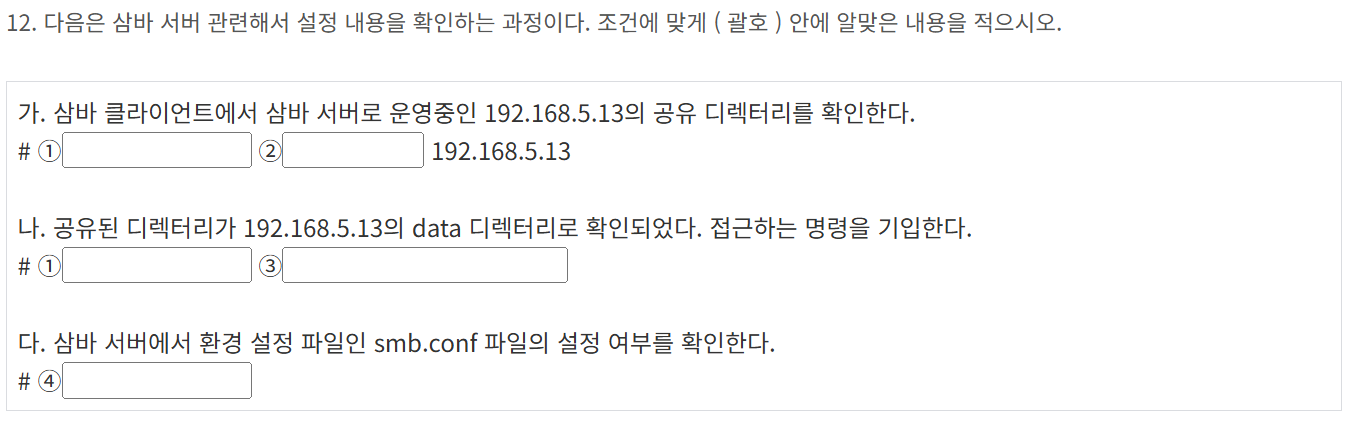 12. 다음은 삼바 서버 관련해서 설정 내용을 확인하는 과정이다. 조건에 맞게 ( 괄호 ) 안에 알맞은 내용을 적으시오.
가. 삼바 클라이언트에서 삼바 서버로 운영중인 192.168.5.13의 공유 디렉터리를 확인한다.
# ① ② 192.168.5.13
나. 공유된 디렉터리가 192.168.5.13의 data 디렉터리로 확인되었다. 접근하는 명령을 기입한다.
# ① ③
다. 삼바 서버에서 환경 설정 파일인 smb.conf 파일의 설정 여부를 확인한다.
# ④